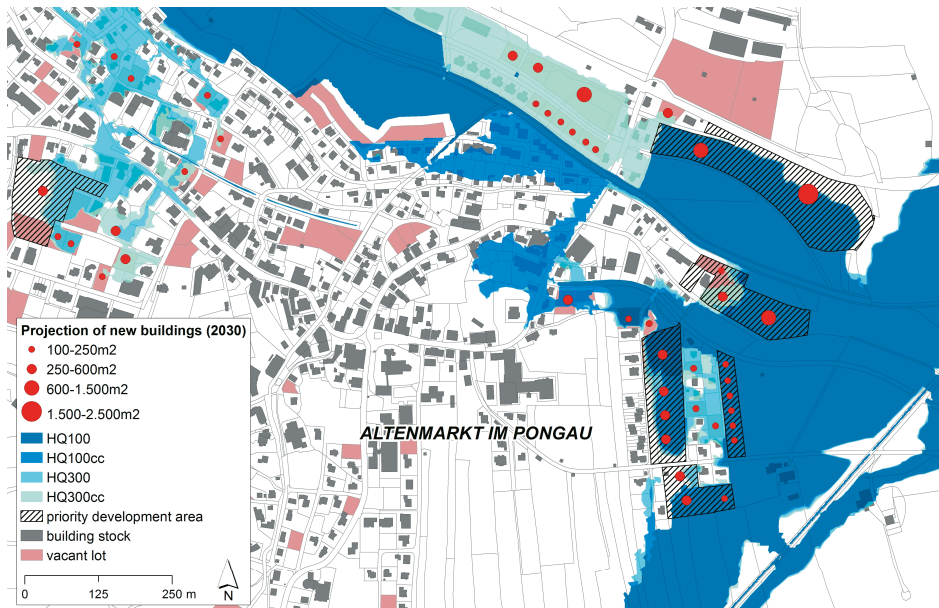 ALTENMARKT IM PONGAU
Projection of new buildings (2030)
100-250m2
250-600m2
600-1.500m2
1.500-2.500m2
HQ100
HQ100cc
HQ300
HQ300cc
priority development area
building stock
vacant lot
0 125 250 m
N